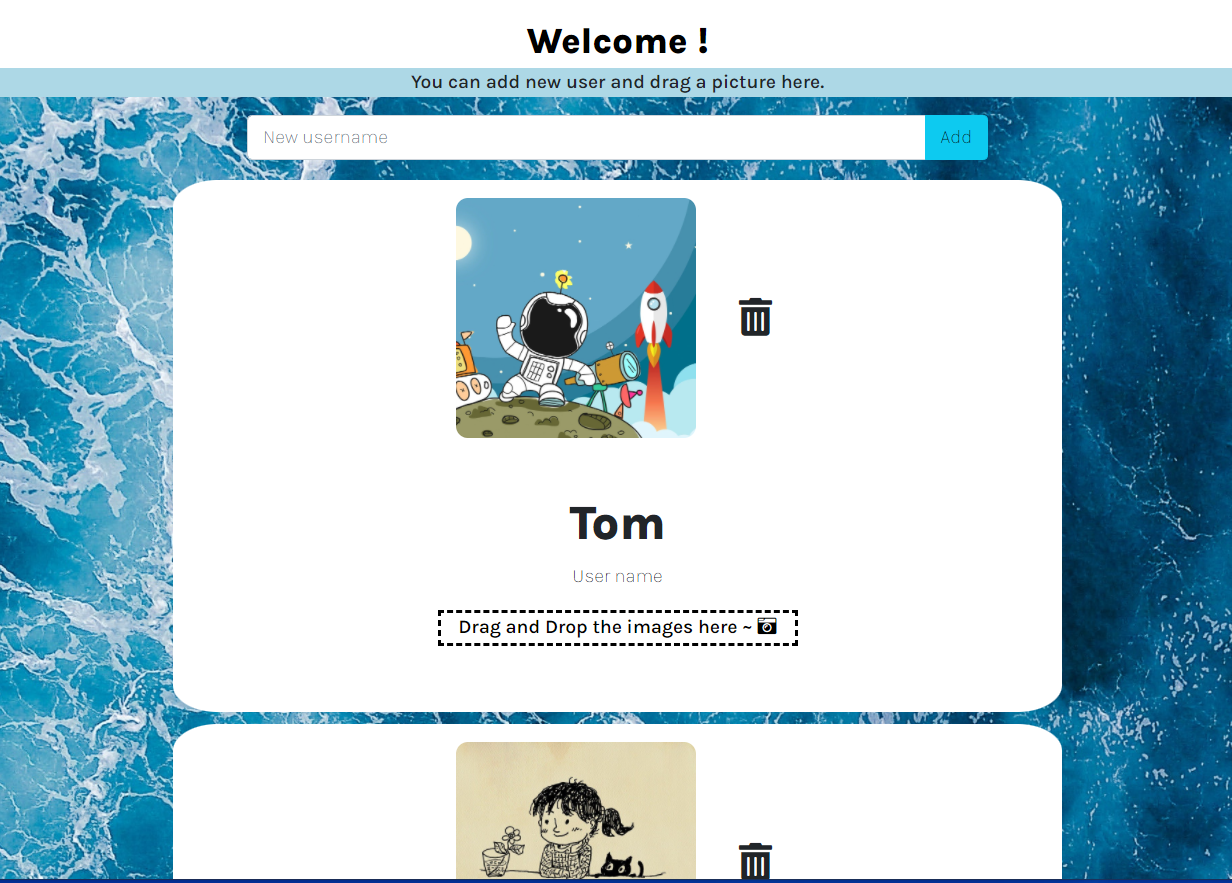 Welcome !
You can add new user and drag a picture here.
New username
Add
Tom
User name
Drag and Drop the images here ~